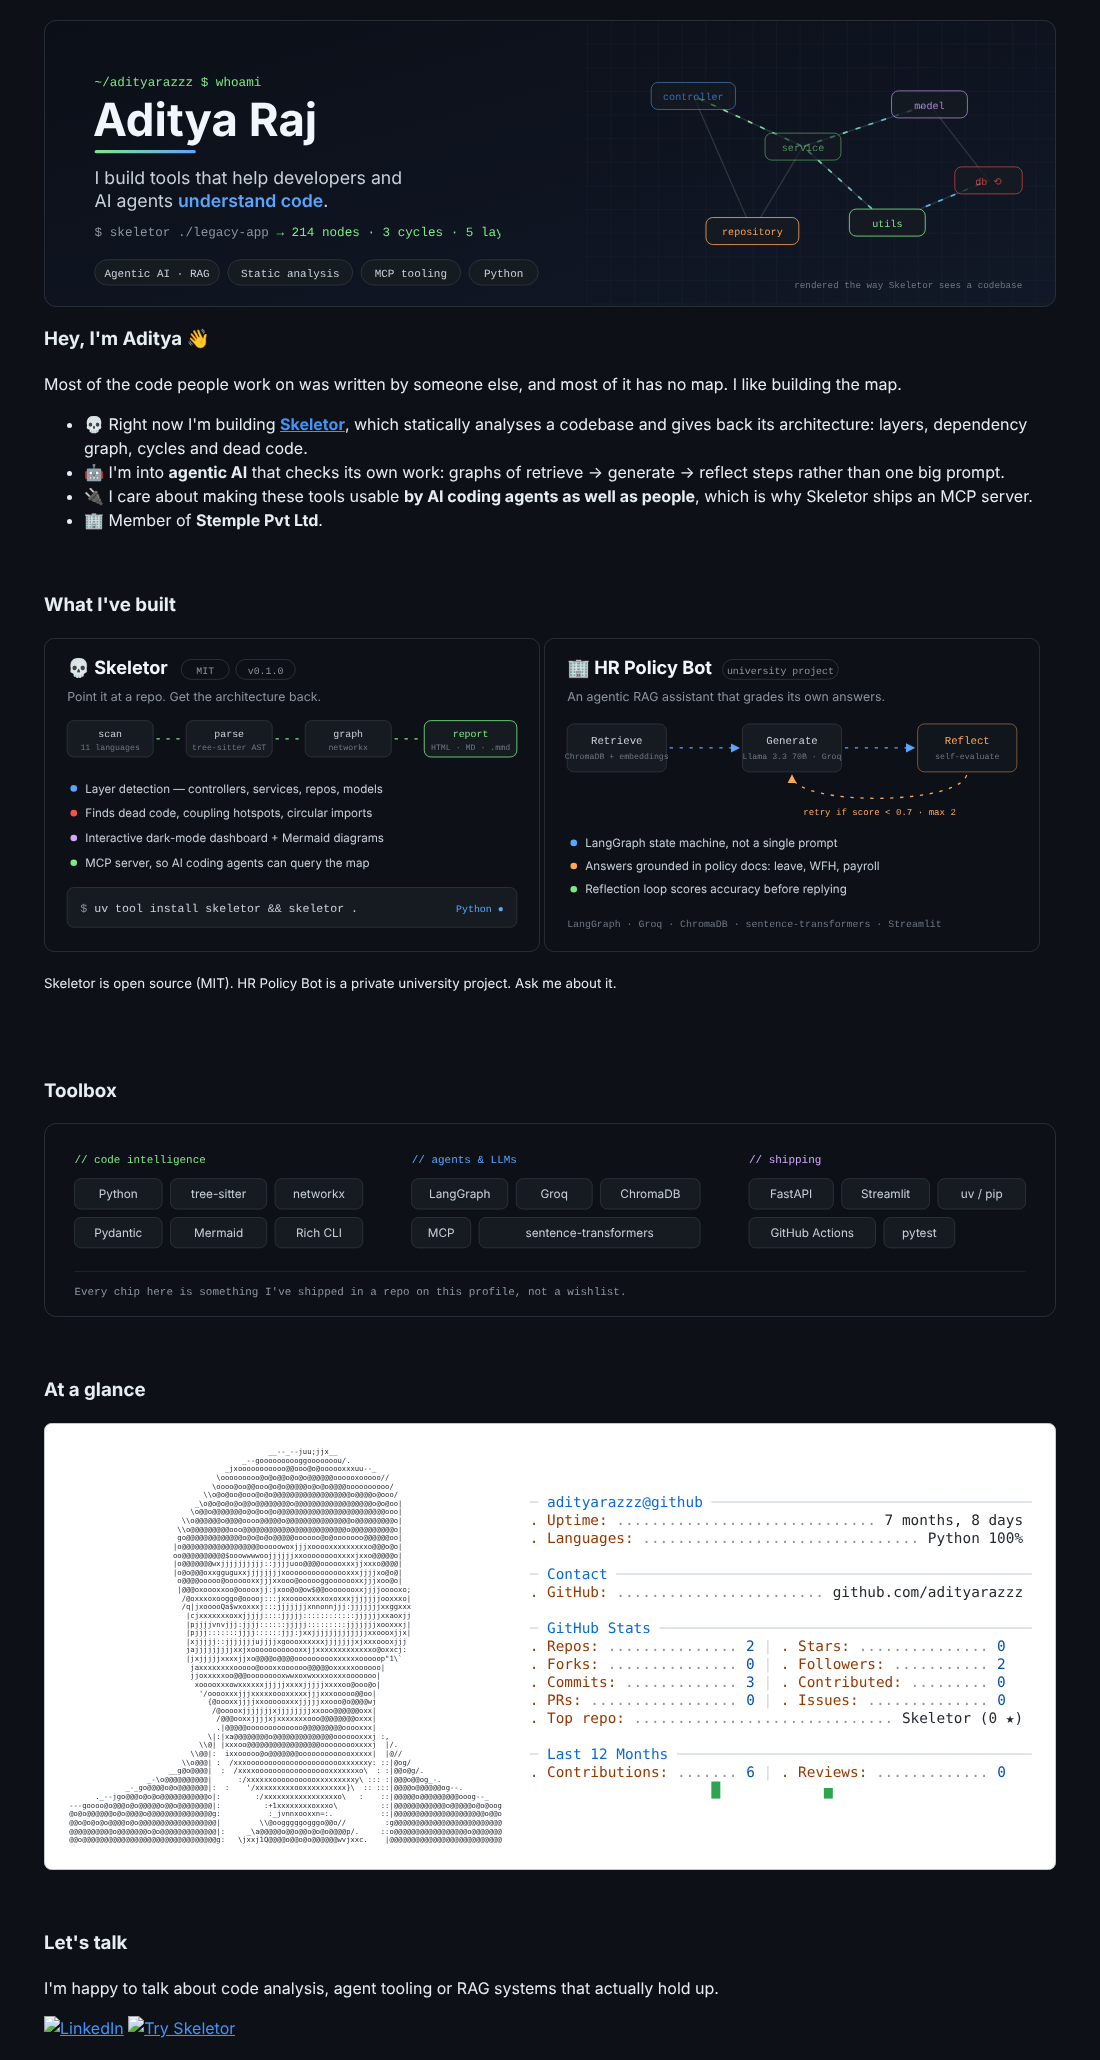 ~/adityarazzz $ whoami
Aditya Raj
I build tools that help developers and
AI agents understand code.
$ skeletor ./legacy-app → 214 nodes · 3 cycles · 5 lay
Agentic AI · RAG
Static analysis
MCP tooling
Python
controller
model
service
db ⟲
utils
repository
rendered the way Skeletor sees a codebase
Hey, I'm Aditya 👋
Most of the code people work on was written by someone else, and most of it has no map. I like building the map.
• 💀 Right now I'm building Skeletor, which statically analyses a codebase and gives back its architecture: layers, dependency
graph, cycles and dead code.
• 🤖 I'm into agentic AI that checks its own work: graphs of retrieve → generate → reflect steps rather than one big prompt.
• 🔌 I care about making these tools usable by AI coding agents as well as people, which is why Skeletor ships an MCP server.
• 🏢 Member of Stemple Pvt Ltd.
What I've built
💀 Skeletor MIT v0.1.0
Point it at a repo. Get the architecture back.
scan
11 languages
parse
tree-sitter AST
graph
networkx
report
HTML · MD · .mmd
Layer detection — controllers, services, repos, models
Finds dead code, coupling hotspots, circular imports
Interactive dark-mode dashboard + Mermaid diagrams
MCP server, so AI coding agents can query the map
$ uv tool install skeletor && skeletor . Python ●
🏢 HR Policy Bot university project
An agentic RAG assistant that grades its own answers.
Retrieve
ChromaDB + embeddings
Generate
Llama 3.3 70B · Groq
Reflect
self-evaluate
retry if score < 0.7 · max 2
LangGraph state machine, not a single prompt
Answers grounded in policy docs: leave, WFH, payroll
Reflection loop scores accuracy before replying
LangGraph · Groq · ChromaDB · sentence-transformers · Streamlit
Skeletor is open source (MIT). HR Policy Bot is a private university project. Ask me about it.
Toolbox
// code intelligence
Python
tree-sitter
networkx
Pydantic
Mermaid
Rich CLI
// agents & LLMs
LangGraph
Groq
ChromaDB
MCP
sentence-transformers
// shipping
FastAPI
Streamlit
uv / pip
GitHub Actions
pytest
Every chip here is something I've shipped in a repo on this profile, not a wishlist.
At a glance
— adityarazzz@github
. Uptime: .............................. 7 months, 8 days
. Languages: ................................ Python 100%
— Contact
. GitHub: ........................ github.com/adityarazzz
— GitHub Stats
. Repos: ............... 2 | . Stars: ............... 0
. Forks: ............... 0 | . Followers: ........... 2
. Commits: ............. 3 | . Contributed: ......... 0
. PRs: ................. 0 | . Issues: .............. 0
. Top repo: .............................. Skeletor (0 ★)
— Last 12 Months
. Contributions: ....... 6 | . Reviews: ............. 0
Let's talk
I'm happy to talk about code analysis, agent tooling or RAG systems that actually hold up.
LinkedIn Try Skeletor